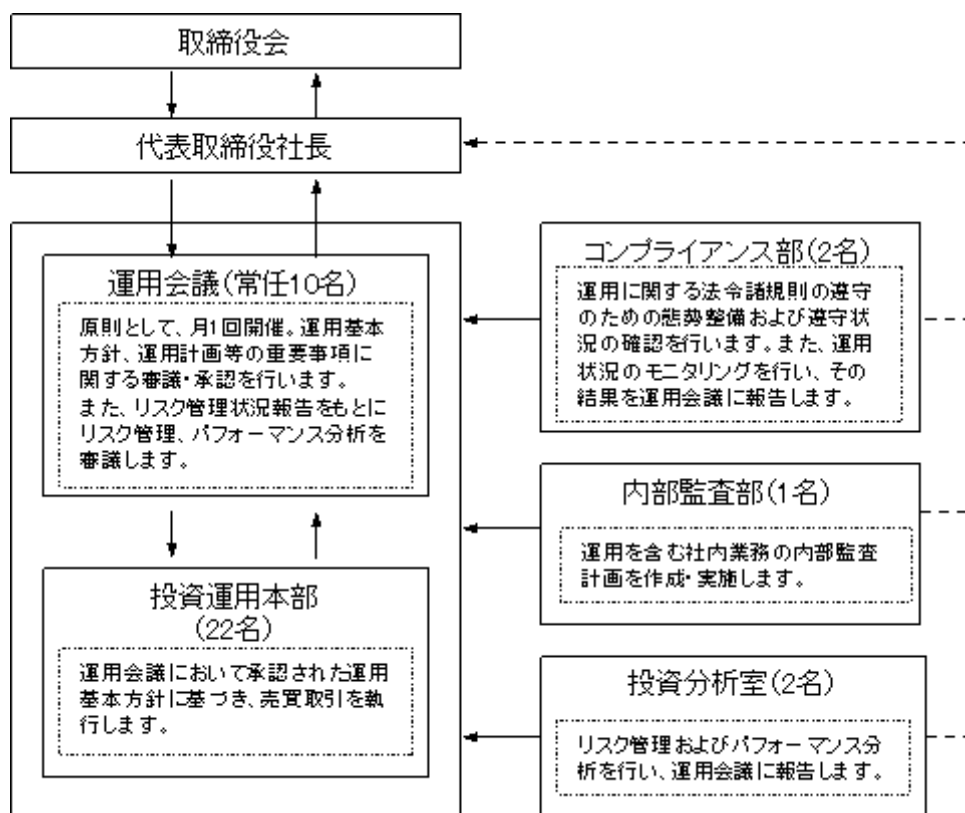 取締役会
代表取締役社長
運用会議(常任10名)
原則として、月1回開催。運用基本
方針、運用計画等の重要事項に
関する審議・承認を行います。
また、リスク管理状況報告をもとに
リスク管理、パフォーマンス分析を
審議します。
投資運用本部
(22名)
運用会議において承認された運用
基本方針に基づき、売買取引を執
行します。
コンプライアンス部(2名)
運用に関する法令諸規則の遵守
のための態勢整備および遵守状
況の確認を行います。また、運用
状況のモニタリングを行い、その
結果を運用会議に報告します。
内部監査部(1名)
運用を含む社内業務の内部監査
計画を作成・実施します。
投資分析室(2名)
リスク管理およびパフォーマンス分
析を行い、運用会議に報告します。